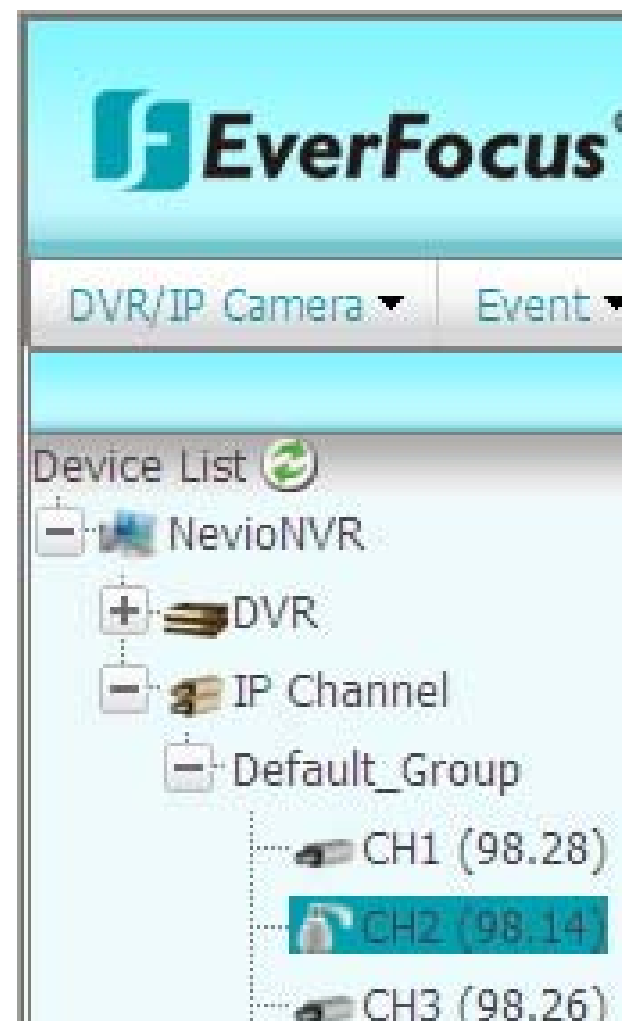 EverFocus®
DVR/IP Camera Event
Device List
NevioNVR
DVR
IP Channel
Default_Group
CH1 (98.28)
CH2 (98.14)
CH3 (98.26)